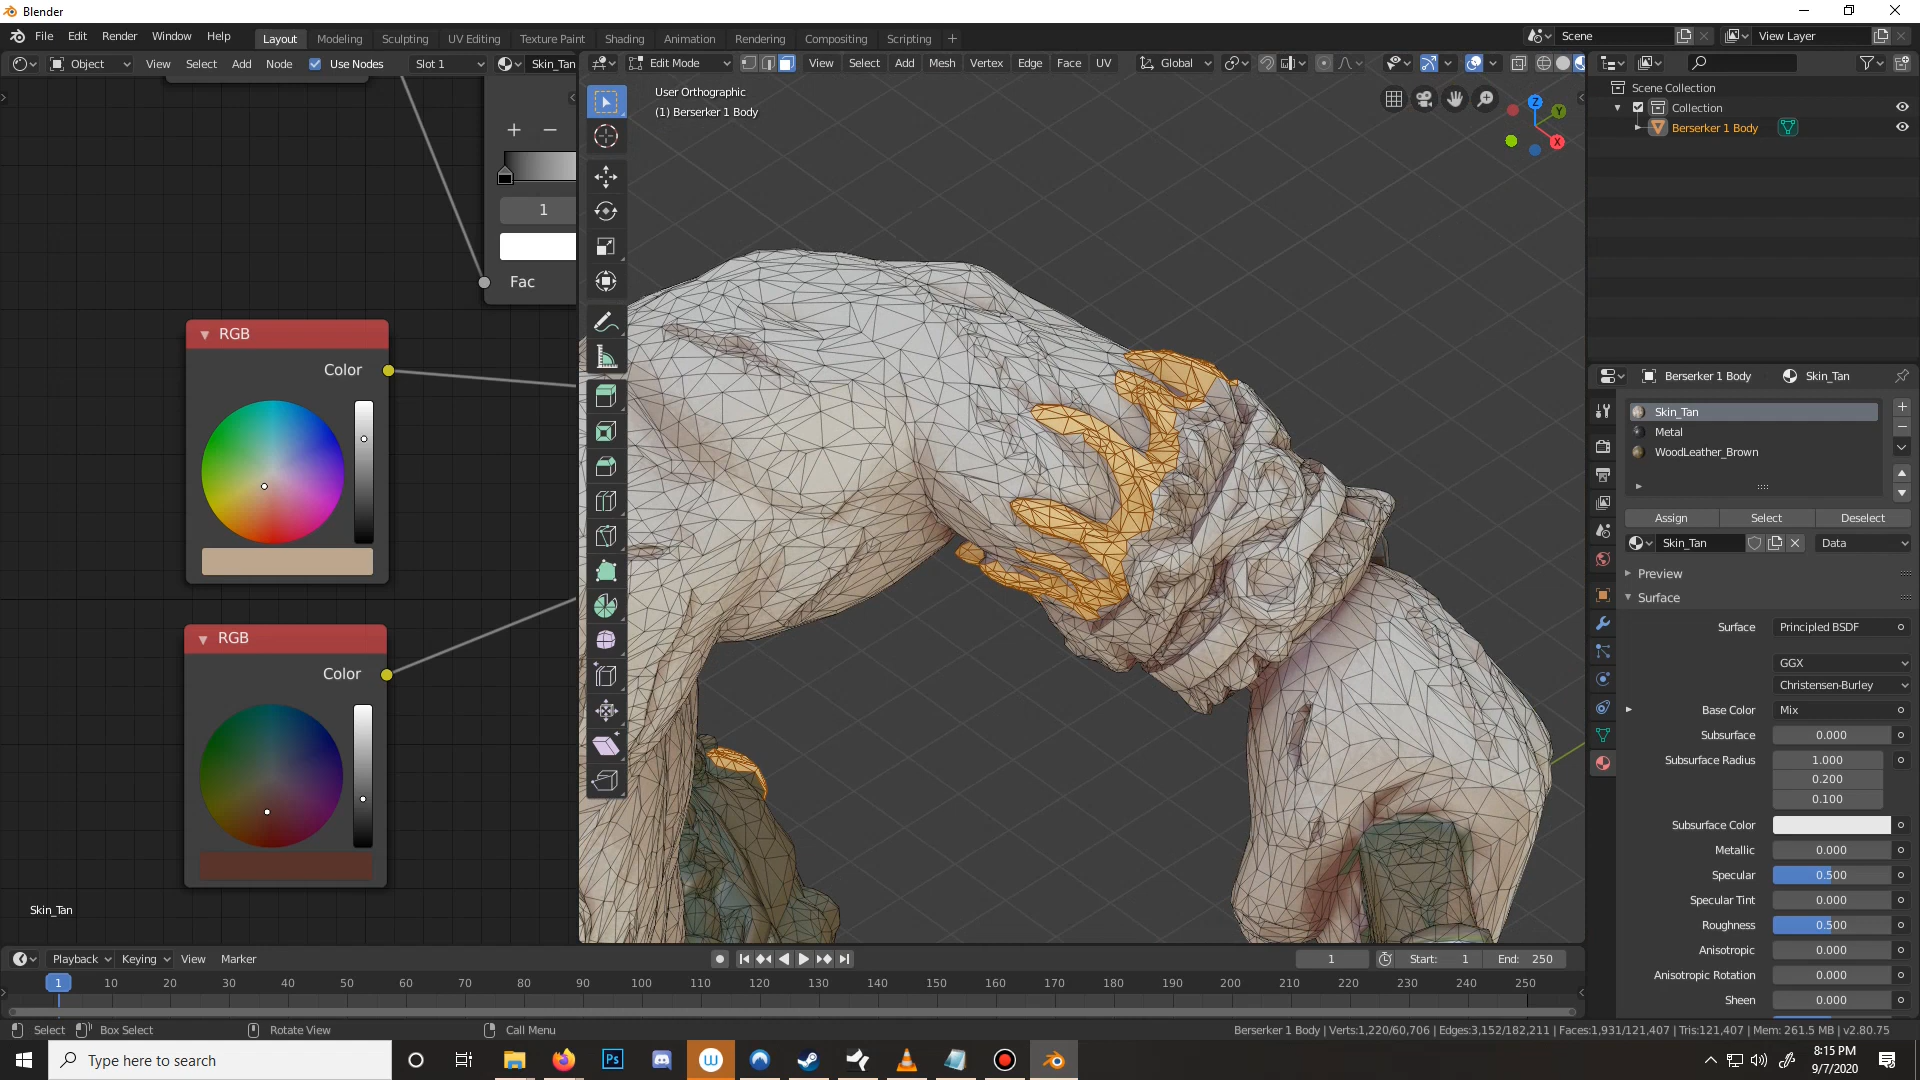 Blender
File Edit Render Window Help
Layout Modeling Sculpting UV Editing Texture Paint Shading Animation Rendering Compositing Scripting
Scene
View Layer
Object View Select Add Node Use Nodes Slot 1 Skin_Tan
Edit Mode View Select Add Mesh Vertex Edge Face UV Global
User Orthographic
(1) Berserker 1 Body
Z
Y
X
1
Fac
RGB
Color
RGB
Color
Skin_Tan
Scene Collection
Collection
Berserker 1 Body
Berserker 1 Body Skin_Tan
Skin_Tan
Metal
WoodLeather_Brown
Assign Select Deselect
Skin_Tan Data
Preview
Surface
Surface Principled BSDF
GGX
Christensen-Burley
Base Color Mix
Subsurface 0.000
Subsurface Radius 1.000
0.200
0.100
Subsurface Color
Metallic 0.000
Specular 0.500
Specular Tint 0.000
Roughness 0.500
Anisotropic 0.000
Anisotropic Rotation 0.000
Sheen 0.000
Playback Keying View Marker
1 Start: 1 End: 250
1 10 20 30 40 50 60 70 80 90 100 110 120 130 140 150 160 170 180 190 200 210 220 230 240 250
Select Box Select Rotate View Call Menu
Berserker 1 Body | Verts:1,220/60,706 | Edges:3,152/182,211 | Faces:1,931/121,407 | Tris:121,407 | Mem: 261.5 MB | v2.80.75
Type here to search
Ps
W
8:15 PM
9/7/2020